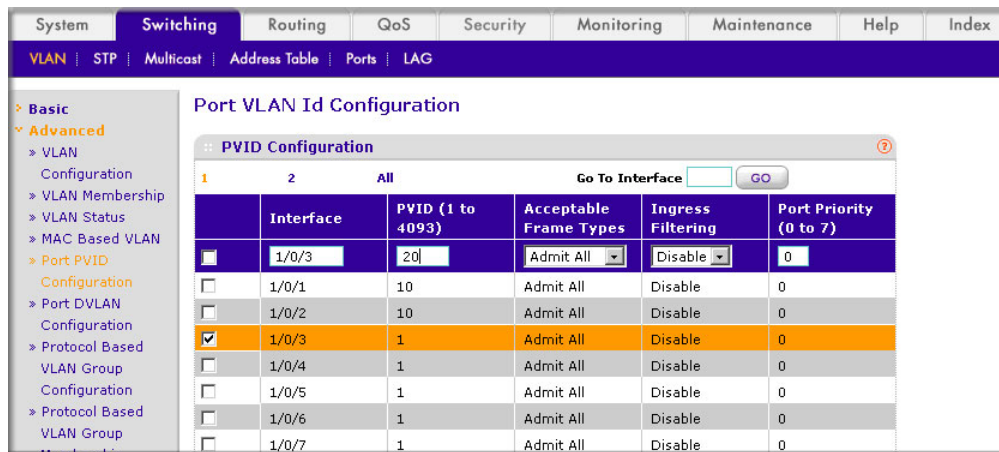 System Switching Routing QoS Security Monitoring Maintenance Help Index
VLAN STP Multicast Address Table Ports LAG
Basic
Advanced
» VLAN
Configuration
» VLAN Membership
» VLAN Status
» MAC Based VLAN
» Port PVID
Configuration
» Port DVLAN
Configuration
» Protocol Based
VLAN Group
Configuration
» Protocol Based
VLAN Group
Port VLAN Id Configuration
PVID Configuration ?
1 2 All Go To Interface GO
Interface PVID (1 to 4093) Acceptable Frame Types Ingress Filtering Port Priority (0 to 7)
1/0/3 20 Admit All Disable 0
1/0/1 10 Admit All Disable 0
1/0/2 10 Admit All Disable 0
1/0/3 1 Admit All Disable 0
1/0/4 1 Admit All Disable 0
1/0/5 1 Admit All Disable 0
1/0/6 1 Admit All Disable 0
1/0/7 1 Admit All Disable 0